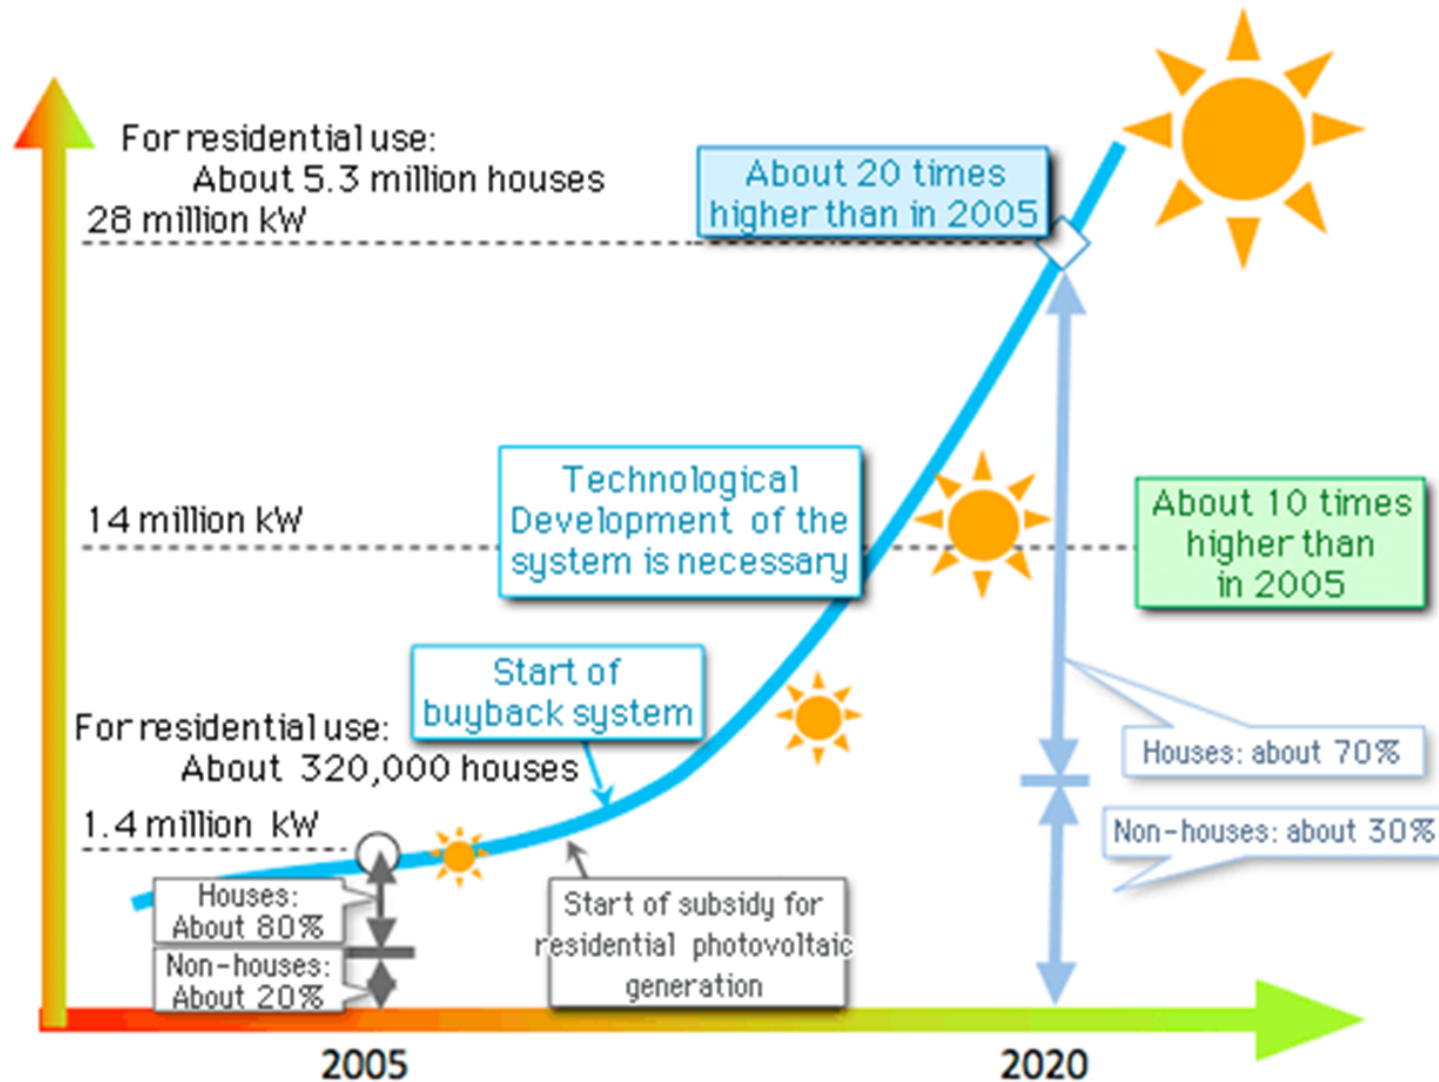 For residential use:
About 5.3 million houses
28 million kW
About 20 times
higher than in 2005
14 million kW
Technological
Development of the
system is necessary
About 10 times
higher than
in 2005
Start of
buyback system
For residential use:
About 320,000 houses
1.4 million kW
Houses: about 70%
Non-houses: about 30%
Houses:
About 80%
Non-houses:
About 20%
Start of subsidy for
residential photovoltaic
generation
2005
2020